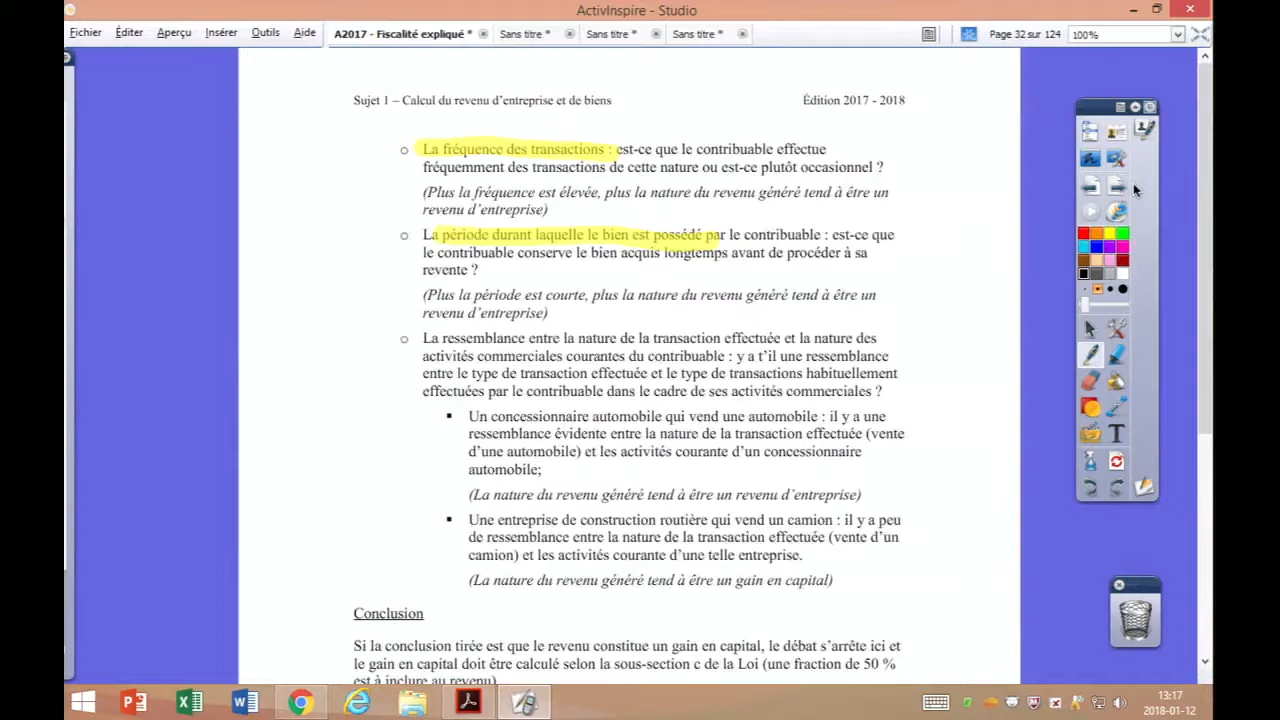 ActivInspire - Studio
Fichier Éditer Aperçu Insérer Outils Aide A2017 - Fiscalité expliqué * Sans titre * Sans titre * Sans titre * Page 32 sur 124 100%
Sujet 1 – Calcul du revenu d’entreprise et de biens Édition 2017 - 2018
o La fréquence des transactions : est-ce que le contribuable effectue
fréquemment des transactions de cette nature ou est-ce plutôt occasionnel ?
(Plus la fréquence est élevée, plus la nature du revenu généré tend à être un
revenu d’entreprise)
o La période durant laquelle le bien est possédé par le contribuable : est-ce que
le contribuable conserve le bien acquis longtemps avant de procéder à sa
revente ?
(Plus la période est courte, plus la nature du revenu généré tend à être un
revenu d’entreprise)
o La ressemblance entre la nature de la transaction effectuée et la nature des
activités commerciales courantes du contribuable : y a t’il une ressemblance
entre le type de transaction effectuée et le type de transactions habituellement
effectuées par le contribuable dans le cadre de ses activités commerciales ?
▪ Un concessionnaire automobile qui vend une automobile : il y a une
ressemblance évidente entre la nature de la transaction effectuée (vente
d’une automobile) et les activités courante d’un concessionnaire
automobile;
(La nature du revenu généré tend à être un revenu d’entreprise)
▪ Une entreprise de construction routière qui vend un camion : il y a peu
de ressemblance entre la nature de la transaction effectuée (vente d’un
camion) et les activités courante d’une telle entreprise.
(La nature du revenu généré tend à être un gain en capital)
Conclusion
Si la conclusion tirée est que le revenu constitue un gain en capital, le débat s’arrête ici et
le gain en capital doit être calculé selon la sous-section c de la Loi (une fraction de 50 %
est à inclure au revenu)
13:17
2018-01-12